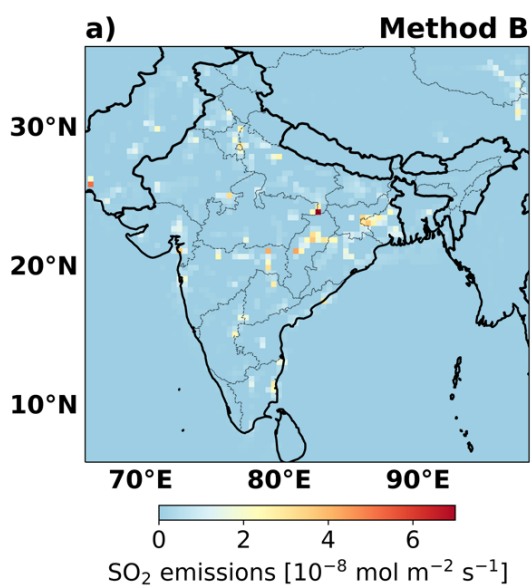 a) Method B
30°N
20°N
10°N
70°E 80°E 90°E
0 2 4 6
SO₂ emissions [10⁻⁸ mol m⁻² s⁻¹]